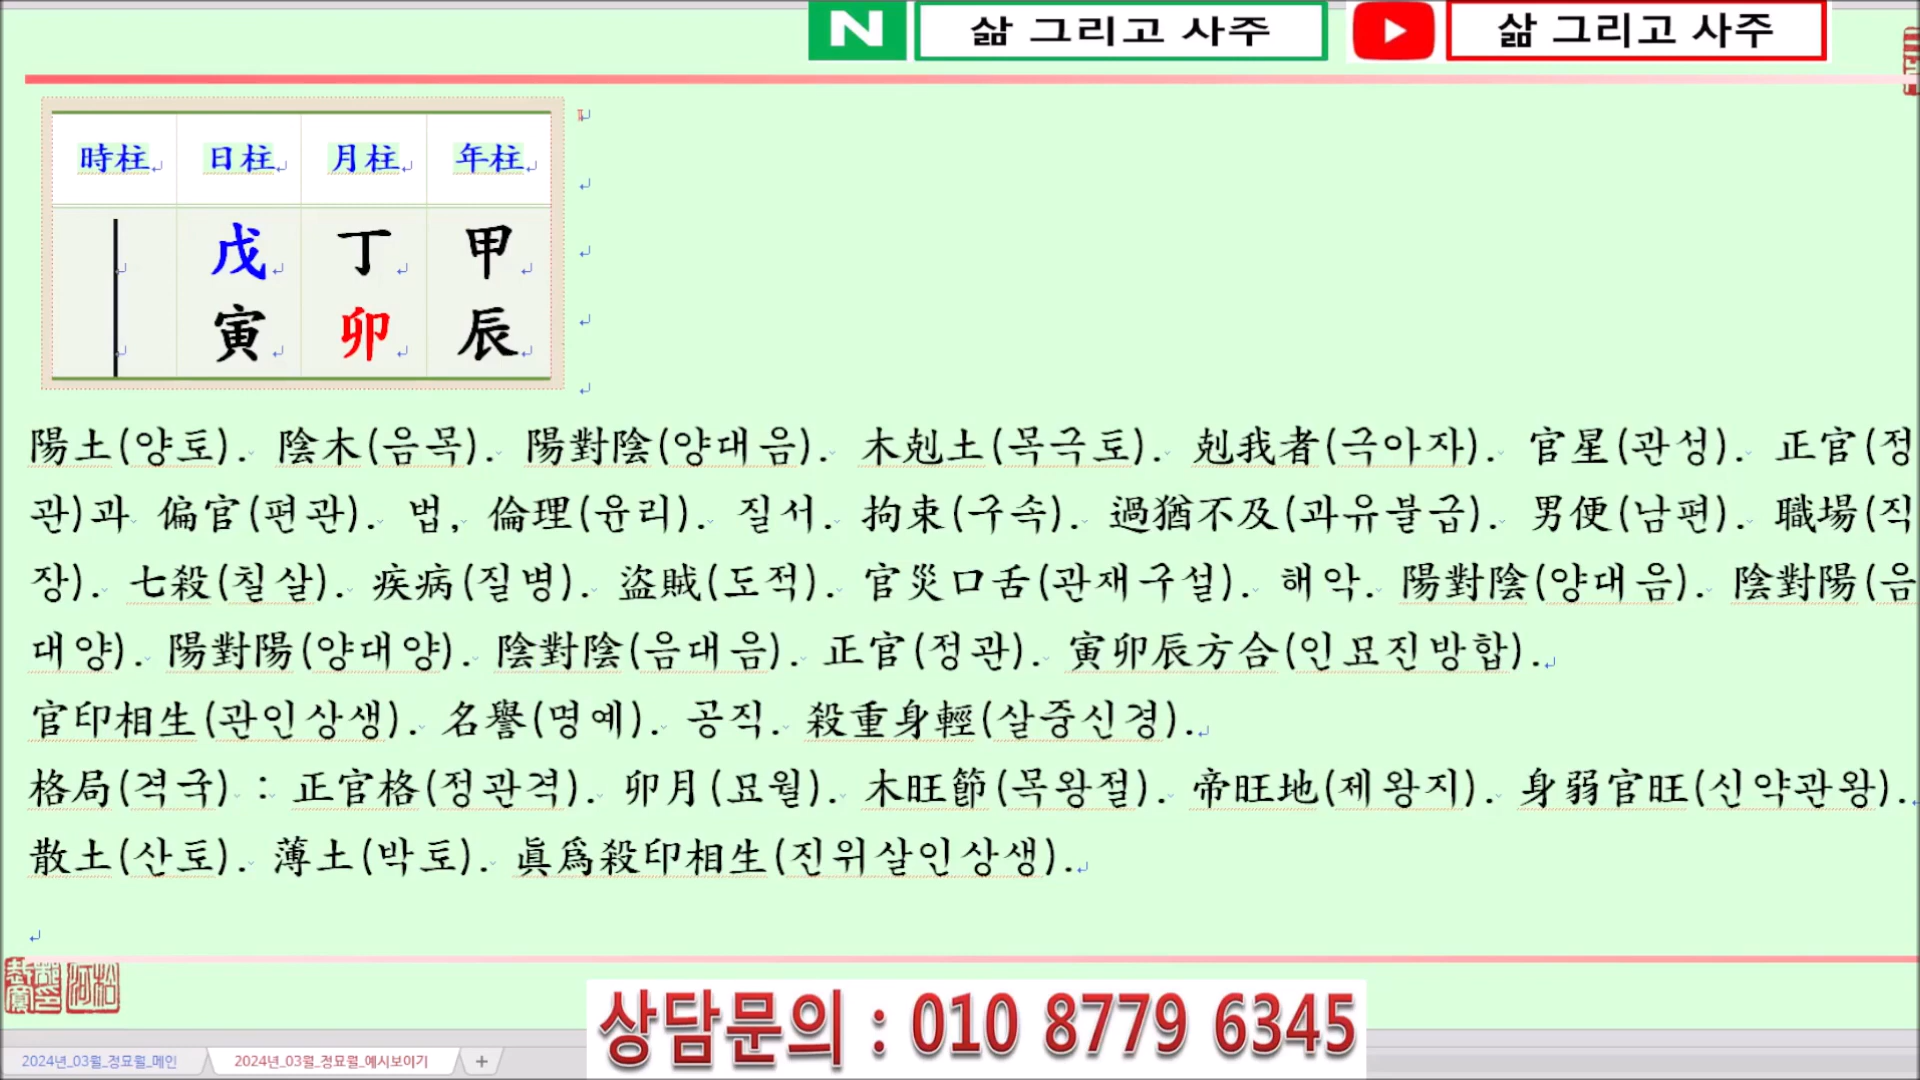 N 삶 그리고 사주 삶 그리고 사주
時柱 日柱 月柱 年柱
戊 丁 甲
寅 卯 辰
陽土(양토). 陰木(음목). 陽對陰(양대음). 木剋土(목극토). 剋我者(극아자). 官星(관성). 正官(정
관)과 偏官(편관). 법, 倫理(윤리). 질서. 拘束(구속). 過猶不及(과유불급). 男便(남편). 職場(직
장). 七殺(칠살). 疾病(질병). 盜賊(도적). 官災口舌(관재구설). 해악. 陽對陰(양대음). 陰對陽(음
대양). 陽對陽(양대양). 陰對陰(음대음). 正官(정관). 寅卯辰方合(인묘진방합).
官印相生(관인상생). 名譽(명예). 공직. 殺重身輕(살중신경).
格局(격국) : 正官格(정관격). 卯月(묘월). 木旺節(목왕절). 帝旺地(제왕지). 身弱官旺(신약관왕).
散土(산토). 薄土(박토). 眞爲殺印相生(진위살인상생).
상담문의 : 010 8779 6345
2024년_03월_정묘월_메인 2024년_03월_정묘월_예시보이기 +